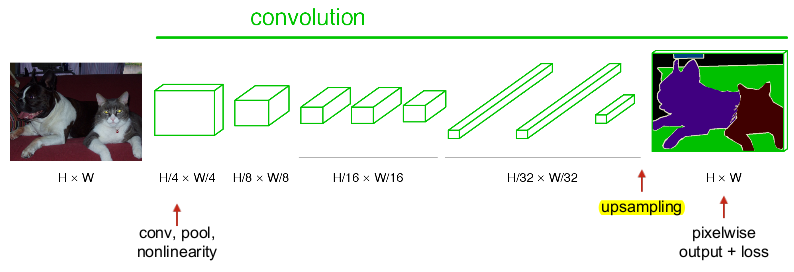 convolution
H × W
H/4 × W/4
H/8 × W/8
H/16 × W/16
H/32 × W/32
H × W
upsampling
conv, pool,
nonlinearity
pixelwise
output + loss